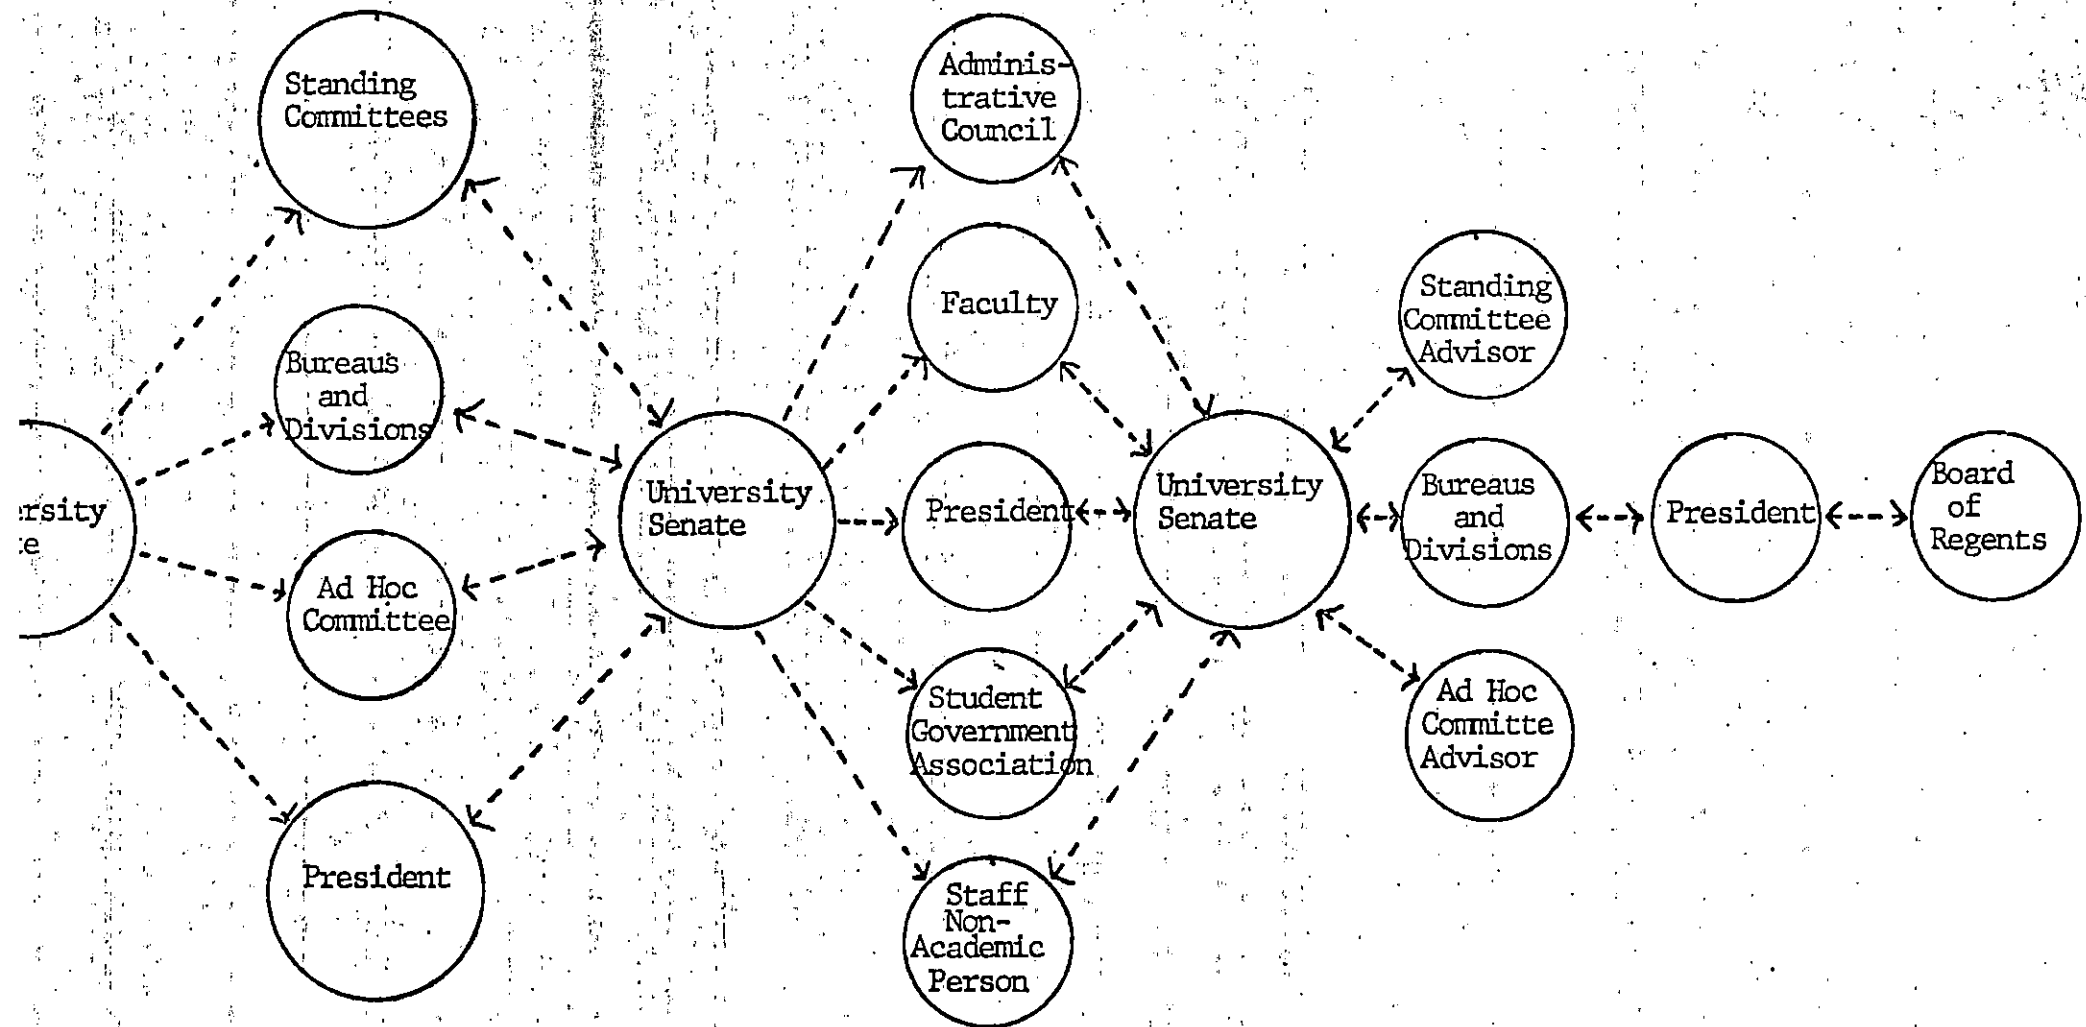 Standing
Committees
Bureaus
and
Divisions
rsity
e
Ad Hoc
Committee
President
University
Senate
Adminis-
trative
Council
Faculty
President
Student
Government
Association
Staff
Non-
Academic
Person
University
Senate
Standing
Committee
Advisor
Bureaus
and
Divisions
Ad Hoc
Committe
Advisor
President
Board
of
Regents